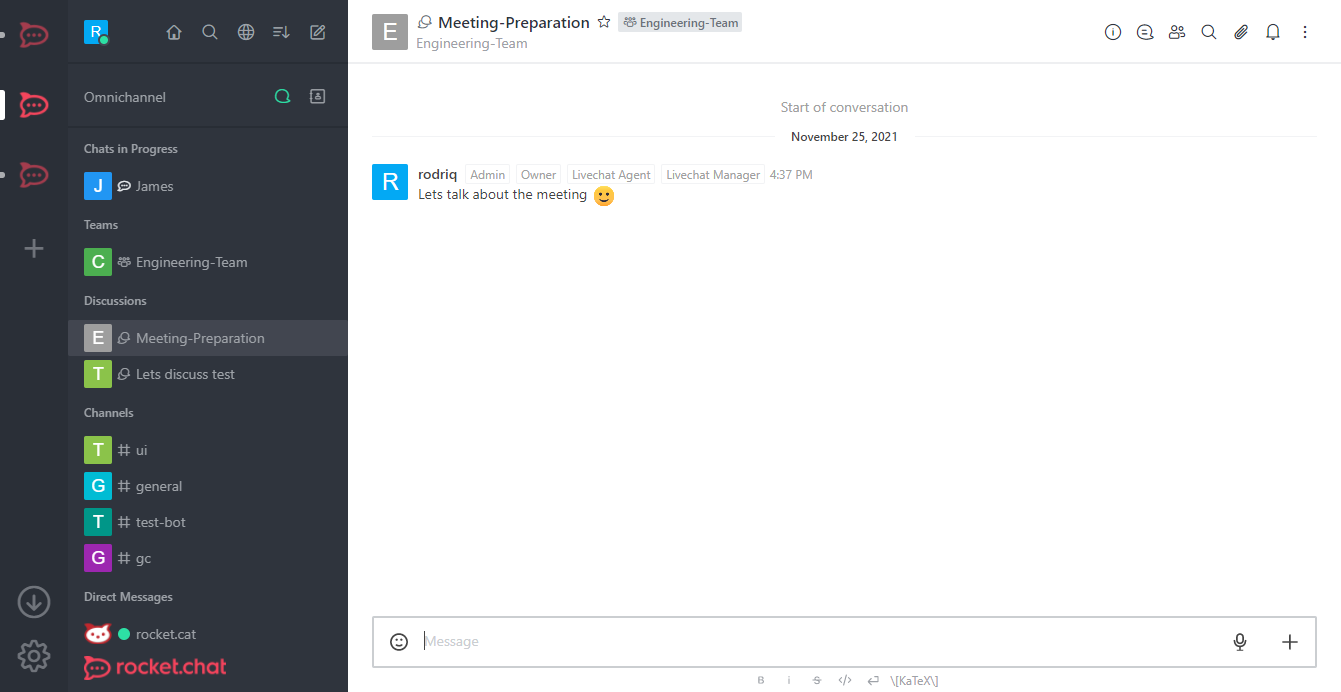 R
Omnichannel
Chats in Progress
J James
Teams
C Engineering-Team
Discussions
E Meeting-Preparation
T Lets discuss test
Channels
T # ui
G # general
T # test-bot
G # gc
Direct Messages
rocket.cat
rocket.chat
E Meeting-Preparation Engineering-Team
Engineering-Team
Start of conversation
November 25, 2021
R rodriq Admin Owner Livechat Agent Livechat Manager 4:37 PM
Lets talk about the meeting
Message
B i S </> \[KaTeX\]